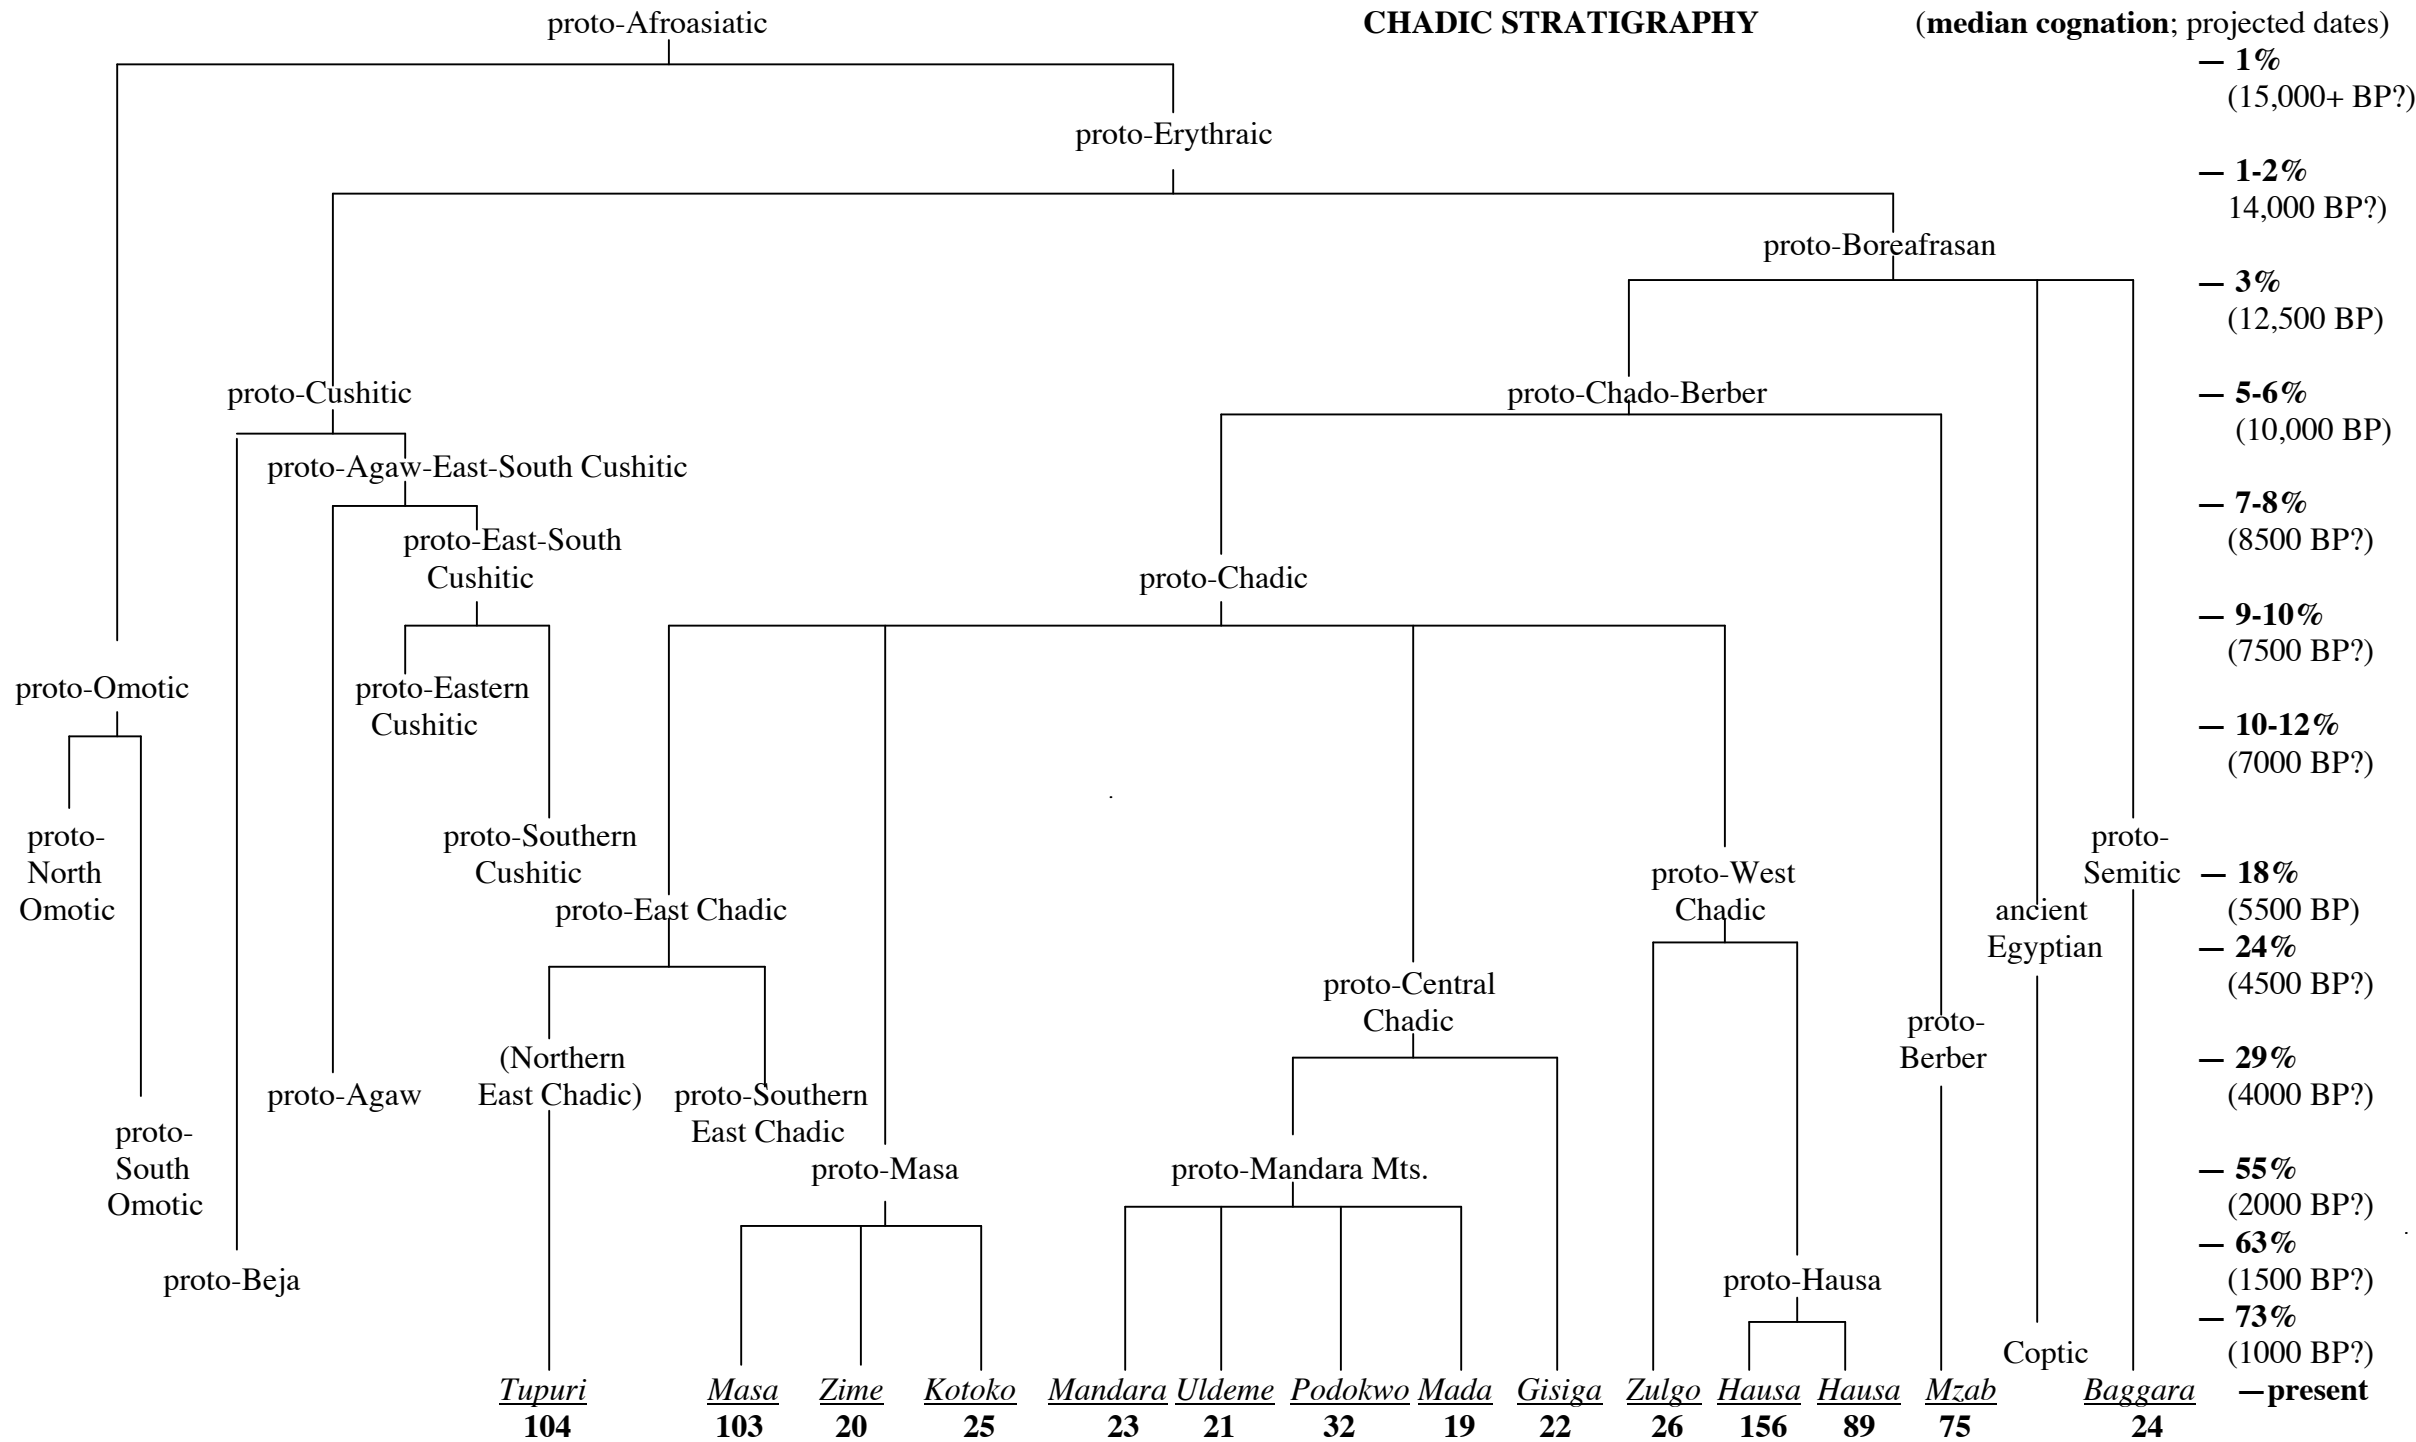 proto-Afroasiatic CHADIC STRATIGRAPHY (median cognation; projected dates)
— 1%
(15,000+ BP?)
proto-Erythraic
— 1-2%
14,000 BP?)
proto-Boreafrasan
— 3%
(12,500 BP)
proto-Cushitic proto-Chado-Berber — 5-6%
(10,000 BP)
proto-Agaw-East-South Cushitic
— 7-8%
proto-East-South (8500 BP?)
Cushitic proto-Chadic
— 9-10%
(7500 BP?)
proto-Omotic proto-Eastern
Cushitic — 10-12%
(7000 BP?)
proto- proto-Southern proto-
North Cushitic proto-West Semitic — 18%
Omotic proto-East Chadic Chadic ancient (5500 BP)
Egyptian — 24%
proto-Central (4500 BP?)
Chadic proto-
(Northern Berber — 29%
proto-Agaw East Chadic) proto-Southern (4000 BP?)
proto- East Chadic
South proto-Masa proto-Mandara Mts. — 55%
Omotic (2000 BP?)
— 63%
proto-Beja proto-Hausa (1500 BP?)
— 73%
Coptic (1000 BP?)
Tupuri Masa Zime Kotoko Mandara Uldeme Podokwo Mada Gisiga Zulgo Hausa Hausa Mzab Baggara —present
104 103 20 25 23 21 32 19 22 26 156 89 75 24